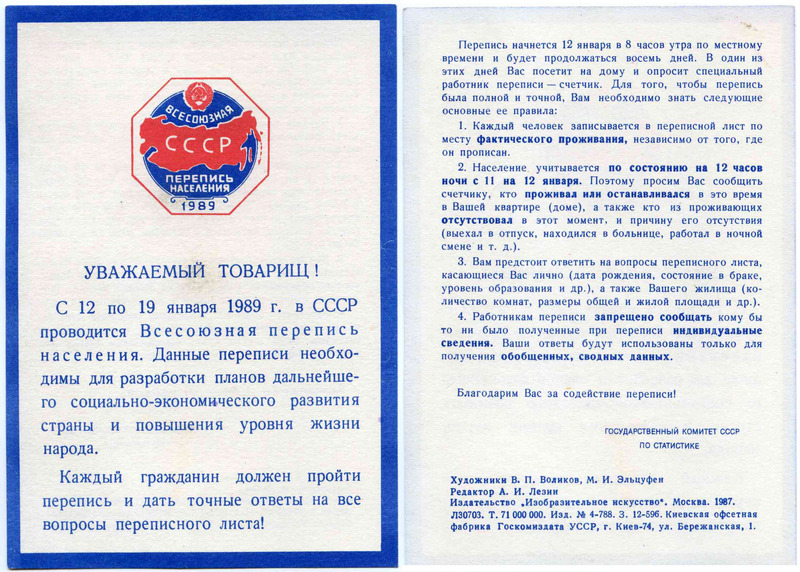 ВСЕСОЮЗНАЯ
СССР
ПЕРЕПИСЬ
НАСЕЛЕНИЯ
1989
УВАЖАЕМЫЙ ТОВАРИЩ!
С 12 по 19 января 1989 г. в СССР
проводится Всесоюзная перепись
населения. Данные переписи необхо-
димы для разработки планов дальнейше-
го социально-экономического развития
страны и повышения уровня жизни
народа.
Каждый гражданин должен пройти
перепись и дать точные ответы на все
вопросы переписного листа!
Перепись начнется 12 января в 8 часов утра по местному
времени и будет продолжаться восемь дней. В один из
этих дней Вас посетит на дому и опросит специальный
работник переписи — счетчик. Для того, чтобы перепись
была полной и точной, Вам необходимо знать следующие
основные ее правила:
1. Каждый человек записывается в переписной лист по
месту фактического проживания, независимо от того, где
он прописан.
2. Население учитывается по состоянию на 12 часов
ночи с 11 на 12 января. Поэтому просим Вас сообщить
счетчику, кто проживал или останавливался в это время
в Вашей квартире (доме), а также кто из проживающих
отсутствовал в этот момент, и причину его отсутствия
(выехал в отпуск, находился в больнице, работал в ночной
смене и т. д.).
3. Вам предстоит ответить на вопросы переписного листа,
касающиеся Вас лично (дата рождения, состояние в браке,
уровень образования и др.), а также Вашего жилища (ко-
личество комнат, размеры общей и жилой площади и др.).
4. Работникам переписи запрещено сообщать кому бы
то ни было полученные при переписи индивидуальные
сведения. Ваши ответы будут использованы только для
получения обобщенных, сводных данных.
Благодарим Вас за содействие переписи!
ГОСУДАРСТВЕННЫЙ КОМИТЕТ СССР
ПО СТАТИСТИКЕ
Художники В. П. Воликов, М. И. Эльцуфен
Редактор А. И. Лезин
Издательство „Изобразительное искусство“. Москва. 1987.
Л30703. Т. 71 000 000. Изд. № 4-788. З. 12-596. Киевская офсетная
фабрика Госкомиздата УССР, г. Киев-74, ул. Бережанская, 1.